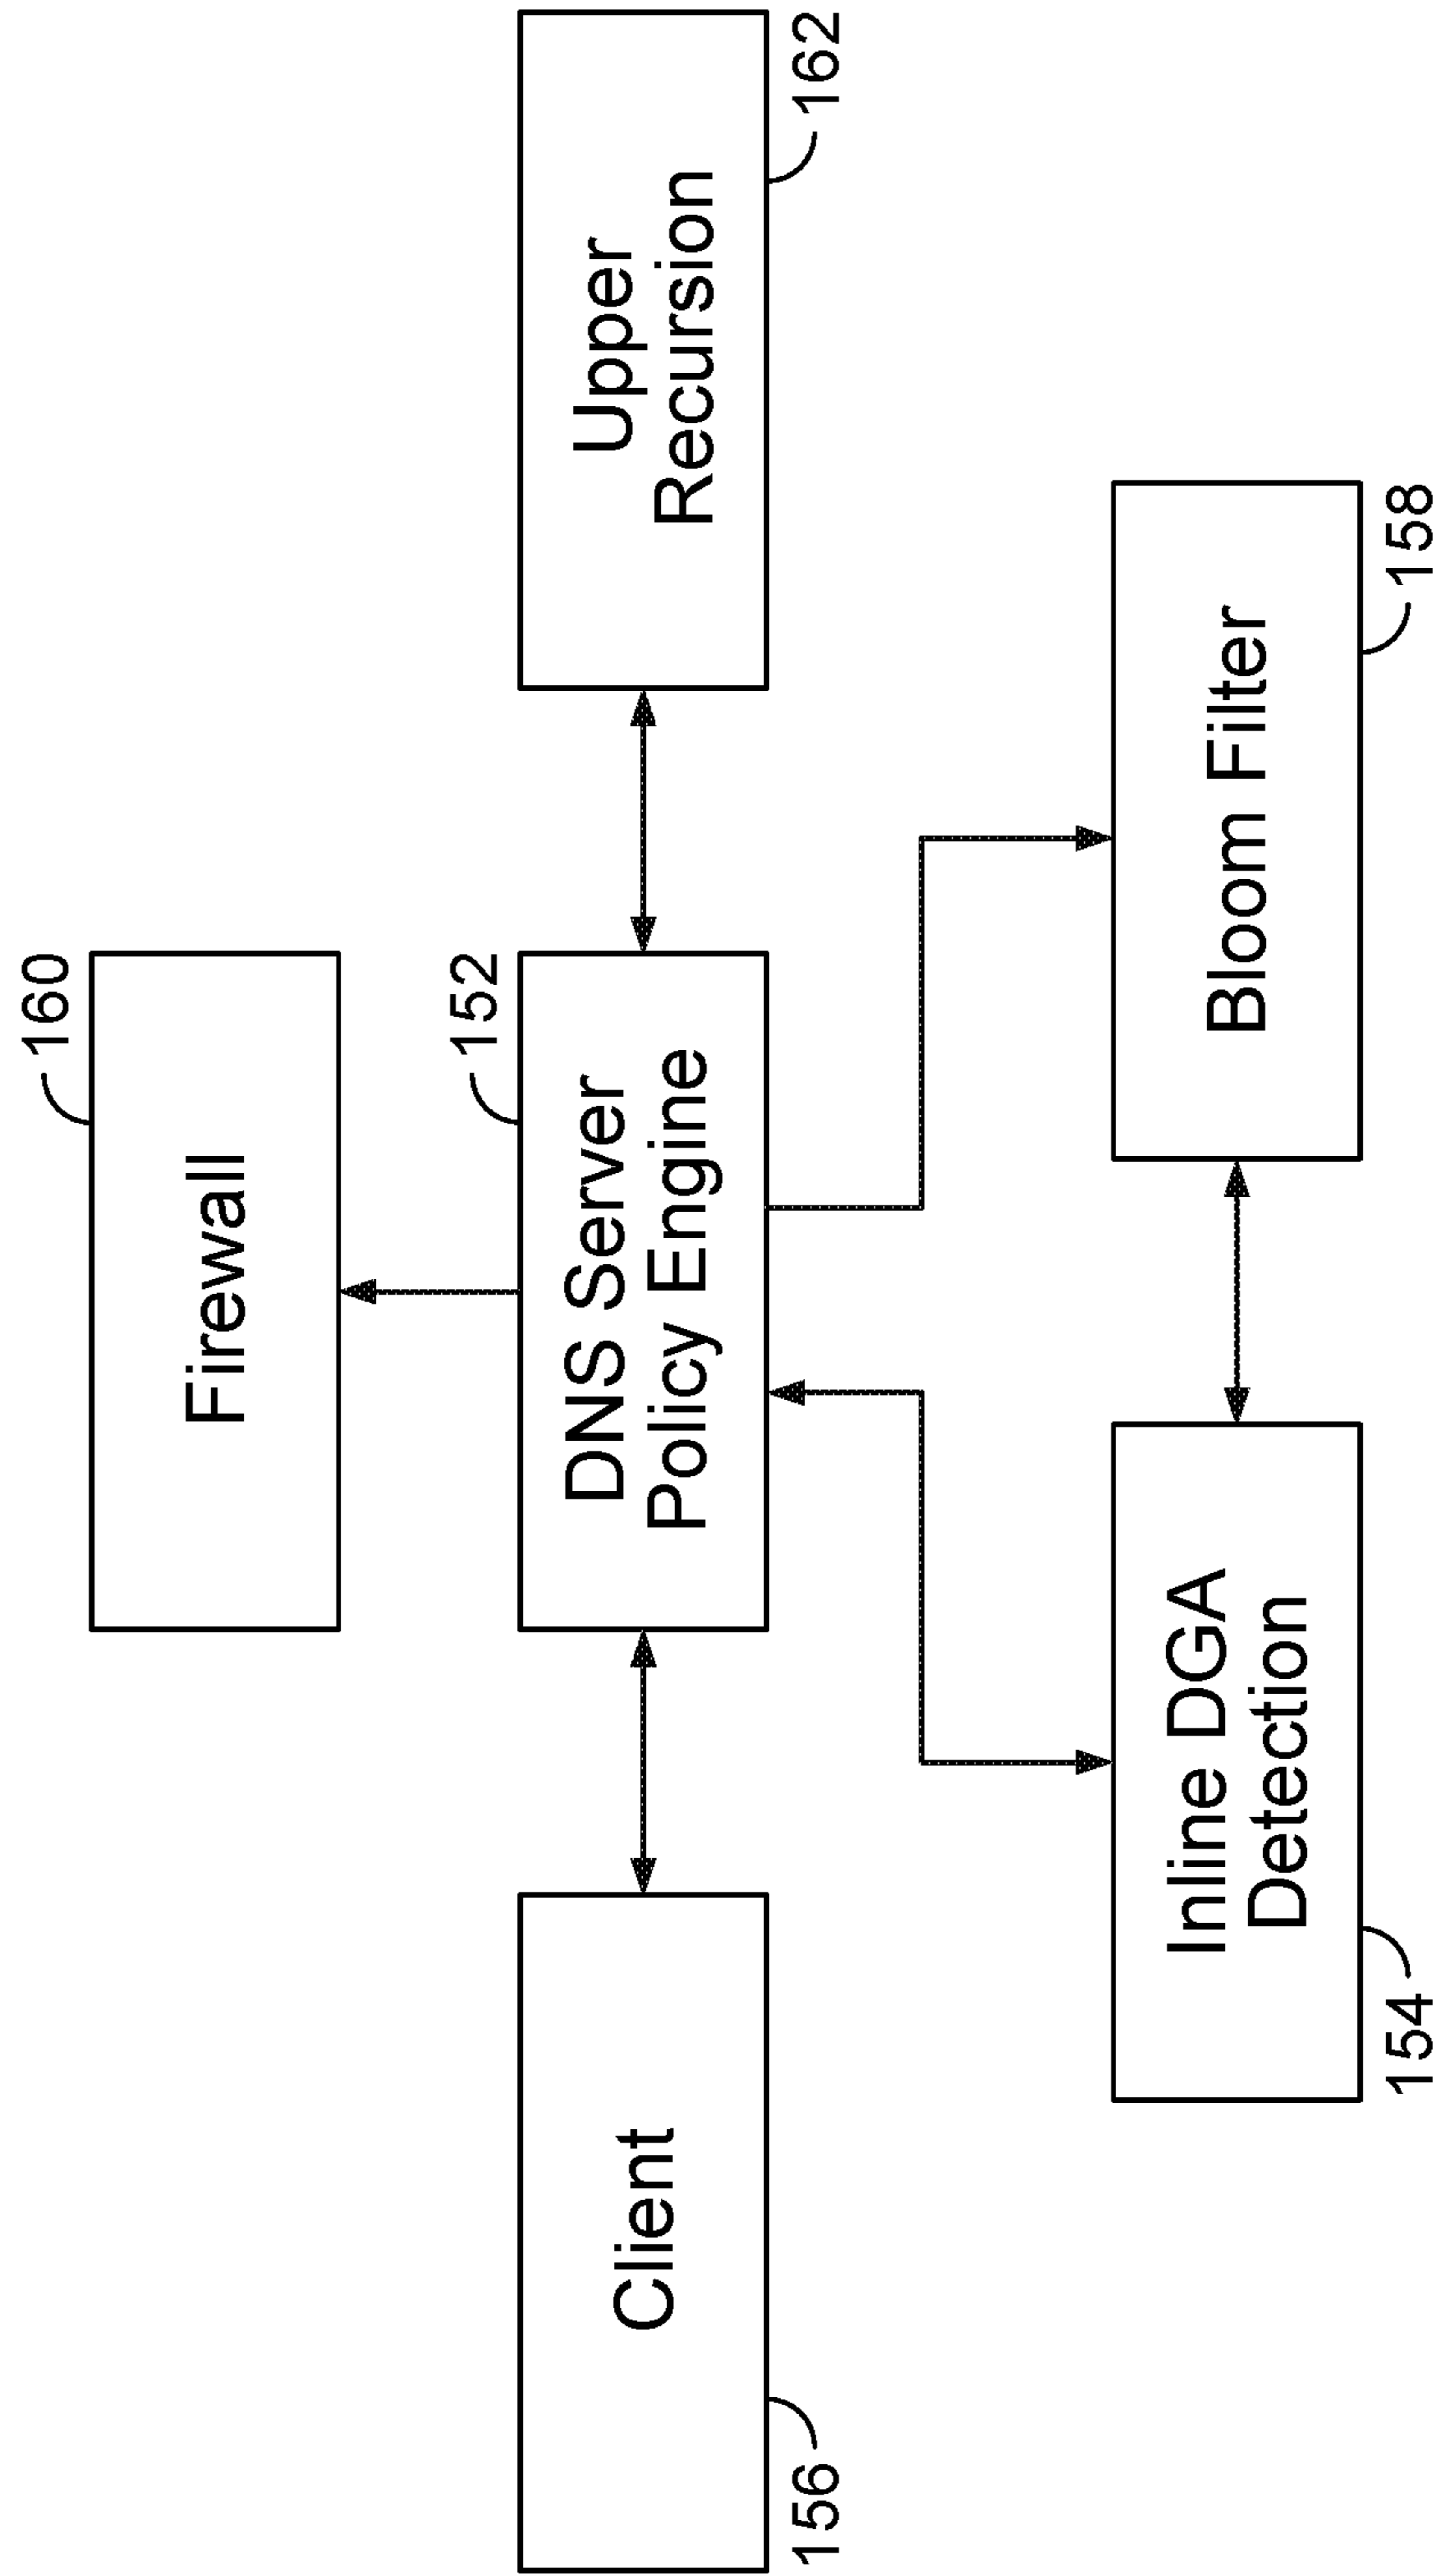 160
Firewall
152
DNS Server
Policy Engine
Client
156
Upper
Recursion
162
Inline DGA
Detection
154
Bloom Filter
158